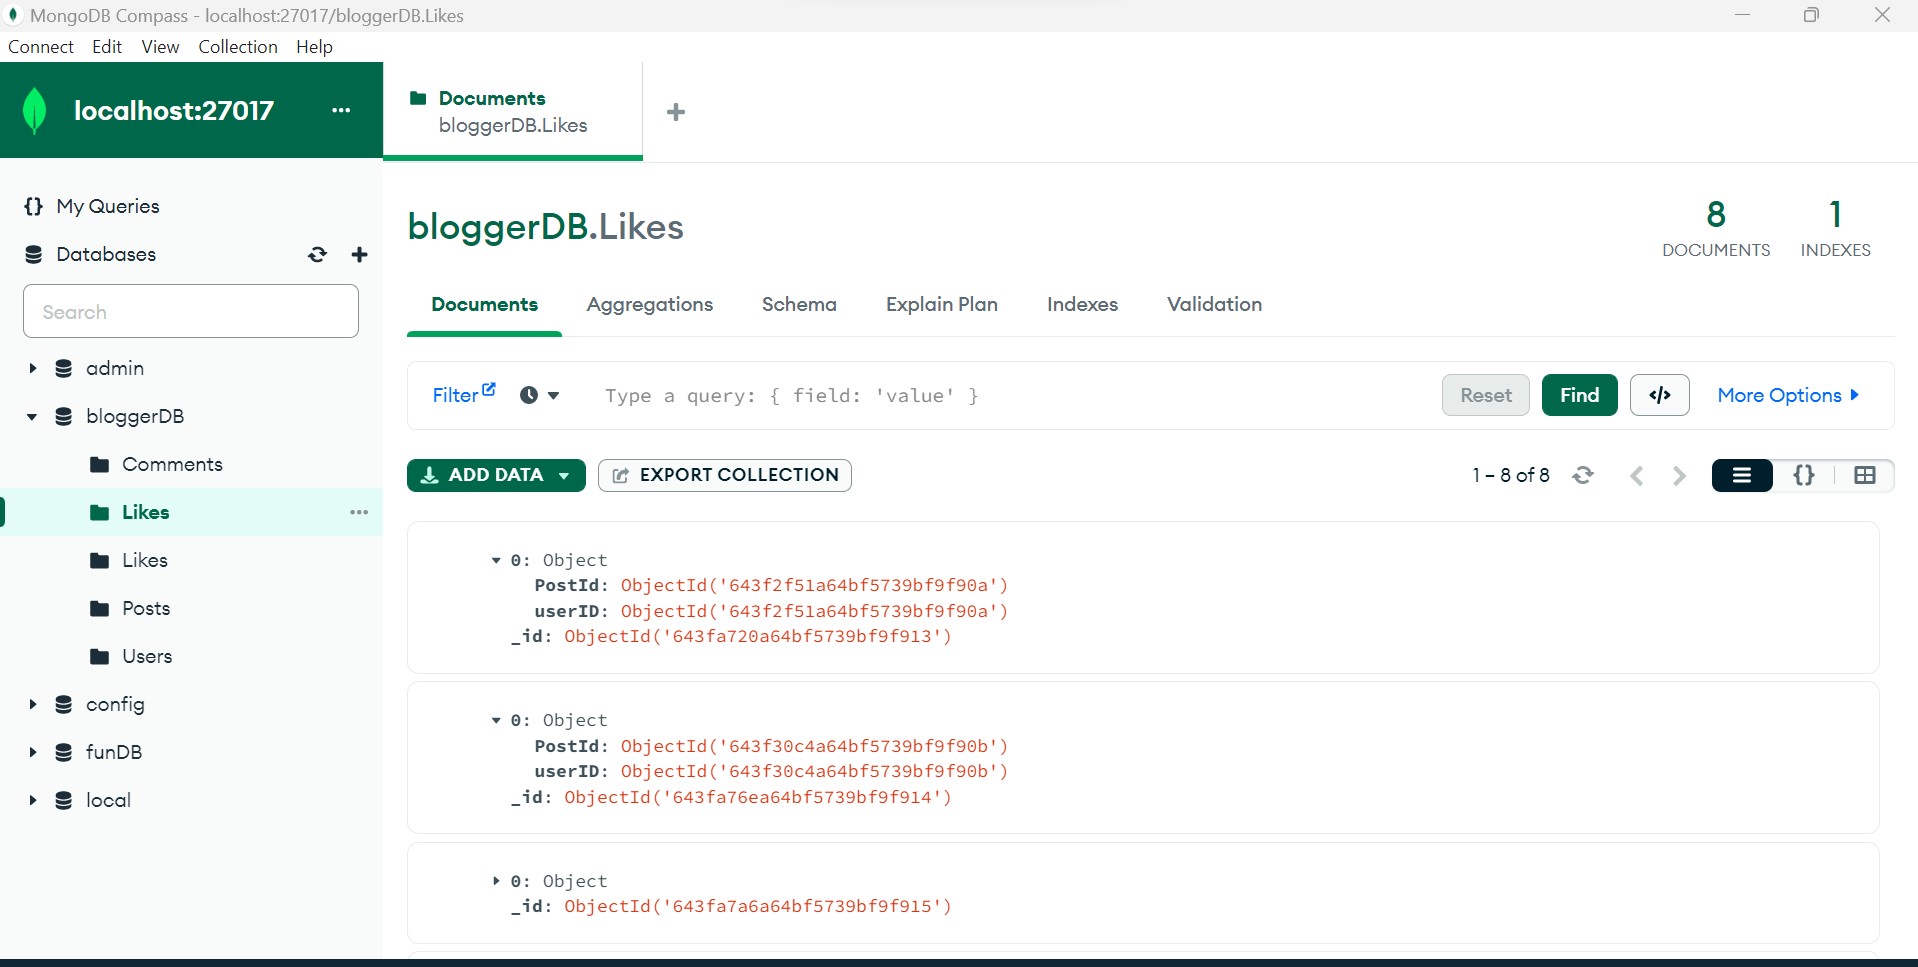 MongoDB Compass - localhost:27017/bloggerDB.Likes
Connect Edit View Collection Help
localhost:27017
Documents
bloggerDB.Likes
My Queries
Databases
Search
admin
bloggerDB
Comments
Likes
Likes
Posts
Users
config
funDB
local
bloggerDB.Likes
8
DOCUMENTS
1
INDEXES
Documents Aggregations Schema Explain Plan Indexes Validation
Filter Type a query: { field: 'value' } Reset Find </> More Options
ADD DATA EXPORT COLLECTION 1 – 8 of 8 {}
0: Object
PostId: ObjectId('643f2f51a64bf5739bf9f90a')
userID: ObjectId('643f2f51a64bf5739bf9f90a')
_id: ObjectId('643fa720a64bf5739bf9f913')
0: Object
PostId: ObjectId('643f30c4a64bf5739bf9f90b')
userID: ObjectId('643f30c4a64bf5739bf9f90b')
_id: ObjectId('643fa76ea64bf5739bf9f914')
0: Object
_id: ObjectId('643fa7a6a64bf5739bf9f915')